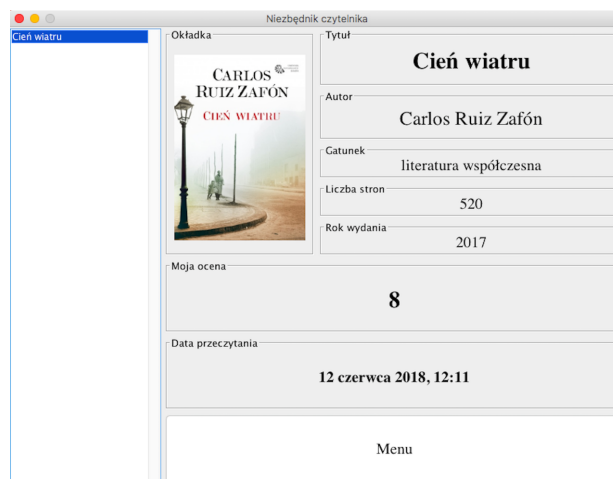 Niezbędnik czytelnika
Cien wiatru
Okładka
CARLOS
RUIZ ZAFÓN
CIEŃ WIATRU
Tytuł
Cień wiatru
Autor
Carlos Ruiz Zafón
Gatunek
literatura współczesna
Liczba stron
520
Rok wydania
2017
Moja ocena
8
Data przeczytania
12 czerwca 2018, 12:11
Menu